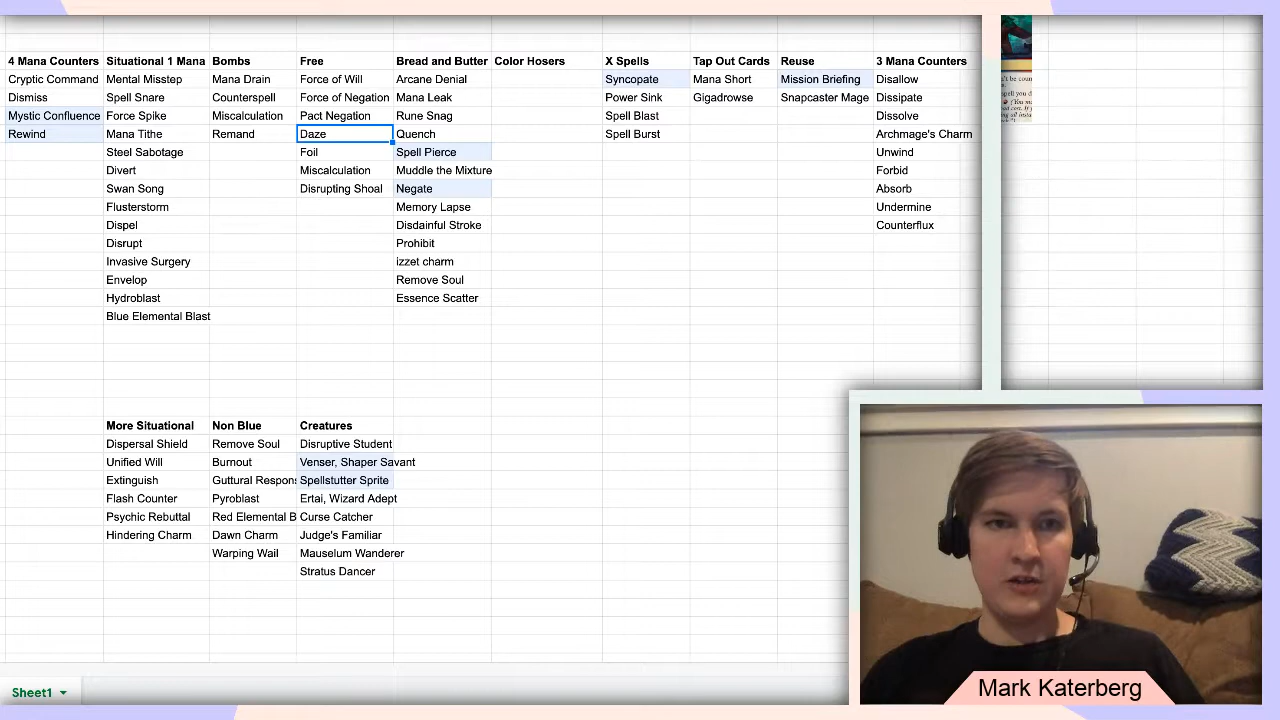 4 Mana Counters Situational 1 Mana Bombs Free Bread and Butter Color Hosers X Spells Tap Out Cards Reuse 3 Mana Counters
Cryptic Command Mental Misstep Mana Drain Force of Will Arcane Denial Syncopate Mana Short Mission Briefing Disallow
Dismiss Spell Snare Counterspell Force of Negation Mana Leak Power Sink Gigadrowse Snapcaster Mage Dissipate
Mystic Confluence Force Spike Miscalculation Pact Negation Rune Snag Spell Blast Dissolve
Rewind Mana Tithe Remand Daze Quench Spell Burst Archmage's Charm
Steel Sabotage Foil Spell Pierce Unwind
Divert Miscalculation Muddle the Mixture Forbid
Swan Song Disrupting Shoal Negate Absorb
Flusterstorm Memory Lapse Undermine
Dispel Disdainful Stroke Counterflux
Disrupt Prohibit
Invasive Surgery izzet charm
Envelop Remove Soul
Hydroblast Essence Scatter
Blue Elemental Blast
More Situational Non Blue Creatures
Dispersal Shield Remove Soul Disruptive Student
Unified Will Burnout Venser, Shaper Savant
Extinguish Guttural Respons Spellstutter Sprite
Flash Counter Pyroblast Ertai, Wizard Adept
Psychic Rebuttal Red Elemental B Curse Catcher
Hindering Charm Dawn Charm Judge's Familiar
Warping Wail Mauselum Wanderer
Stratus Dancer
Sheet1
Mark Katerberg